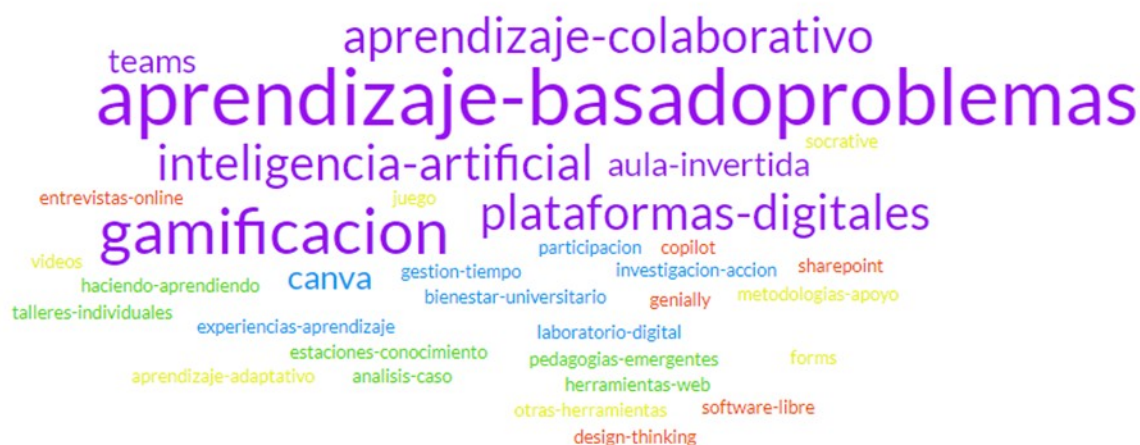 aprendizaje-colaborativo
teams
aprendizaje-basadoproblemas
socrative
inteligencia-artificial aula-invertida
entrevistas-online juego
gamificacion plataformas-digitales
participacion copilot
videos canva gestion-tiempo investigacion-accion sharepoint
haciendo-aprendiendo bienestar-universitario genially metodologias-apoyo
talleres-individuales
experiencias-aprendizaje laboratorio-digital
estaciones-conocimiento pedagogias-emergentes forms
aprendizaje-adaptativo analisis-caso herramientas-web
otras-herramientas software-libre
design-thinking